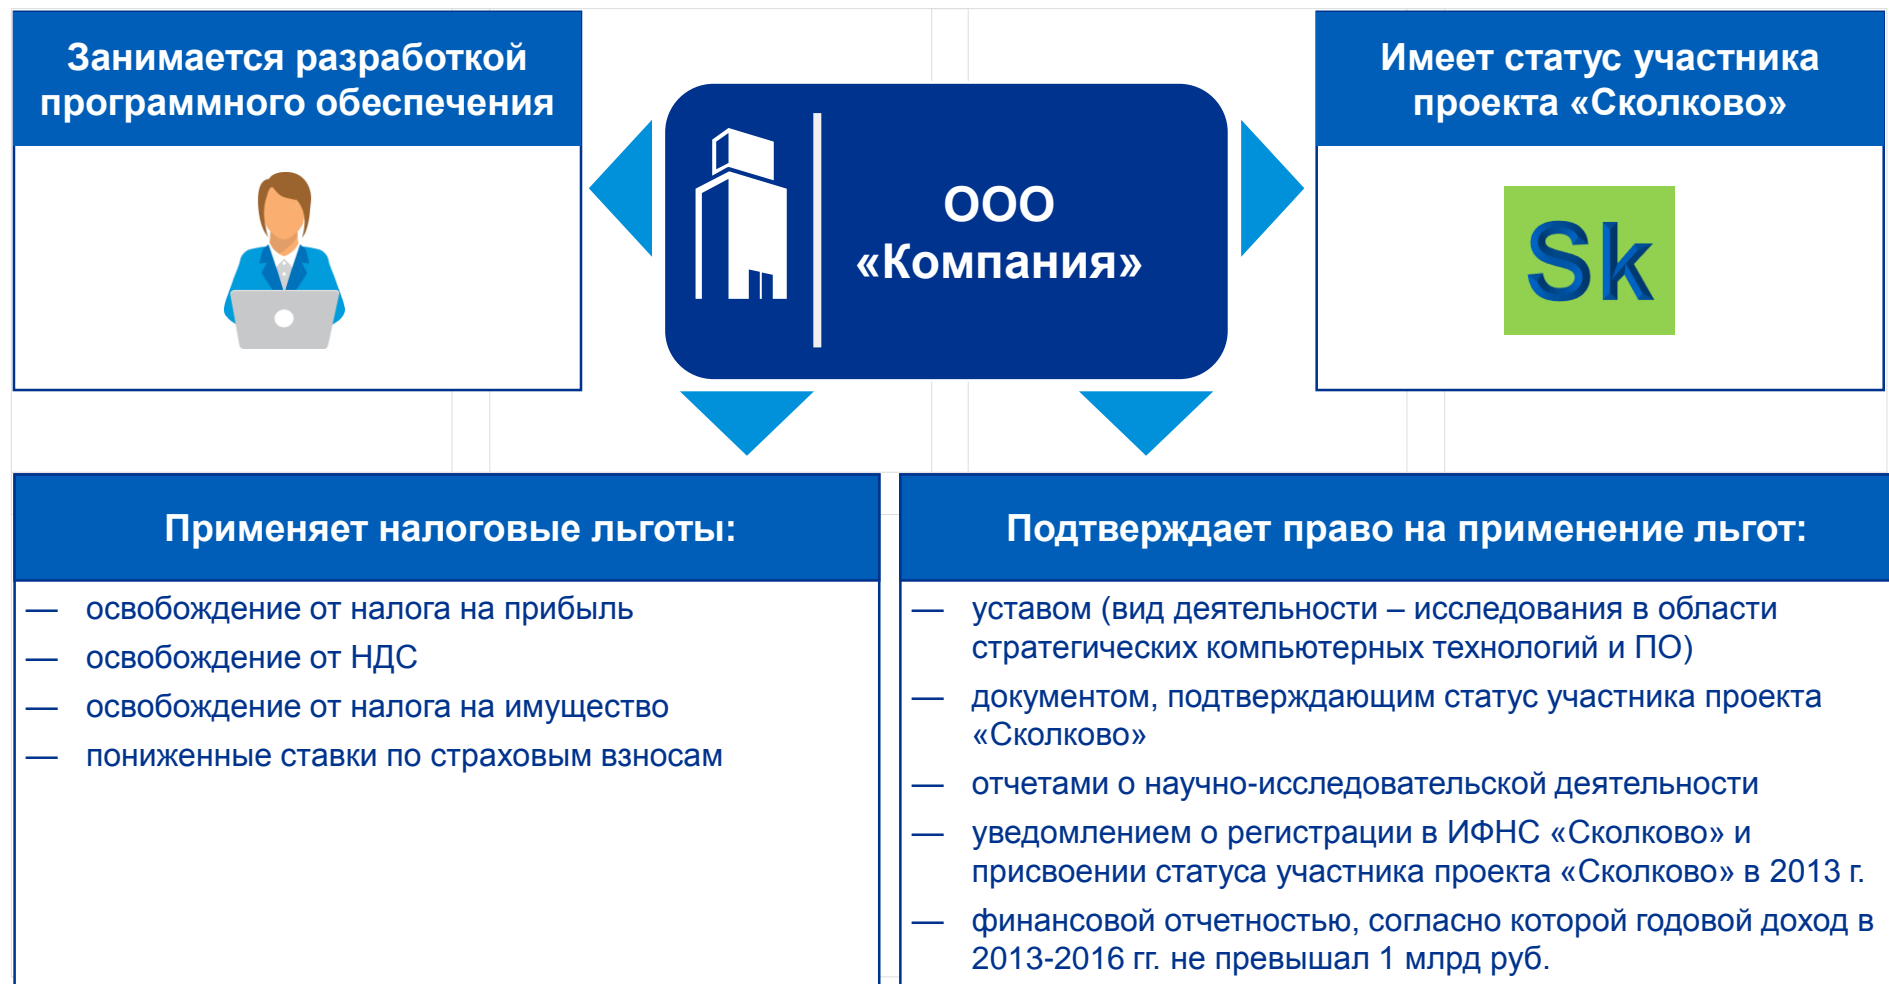 Занимается разработкой
программного обеспечения
ООО
«Компания»
Имеет статус участника
проекта «Сколково»
Sk
Применяет налоговые льготы:
— освобождение от налога на прибыль
— освобождение от НДС
— освобождение от налога на имущество
— пониженные ставки по страховым взносам
Подтверждает право на применение льгот:
— уставом (вид деятельности – исследования в области
стратегических компьютерных технологий и ПО)
— документом, подтверждающим статус участника проекта
«Сколково»
— отчетами о научно-исследовательской деятельности
— уведомлением о регистрации в ИФНС «Сколково» и
присвоении статуса участника проекта «Сколково» в 2013 г.
— финансовой отчетностью, согласно которой годовой доход в
2013-2016 гг. не превышал 1 млрд руб.